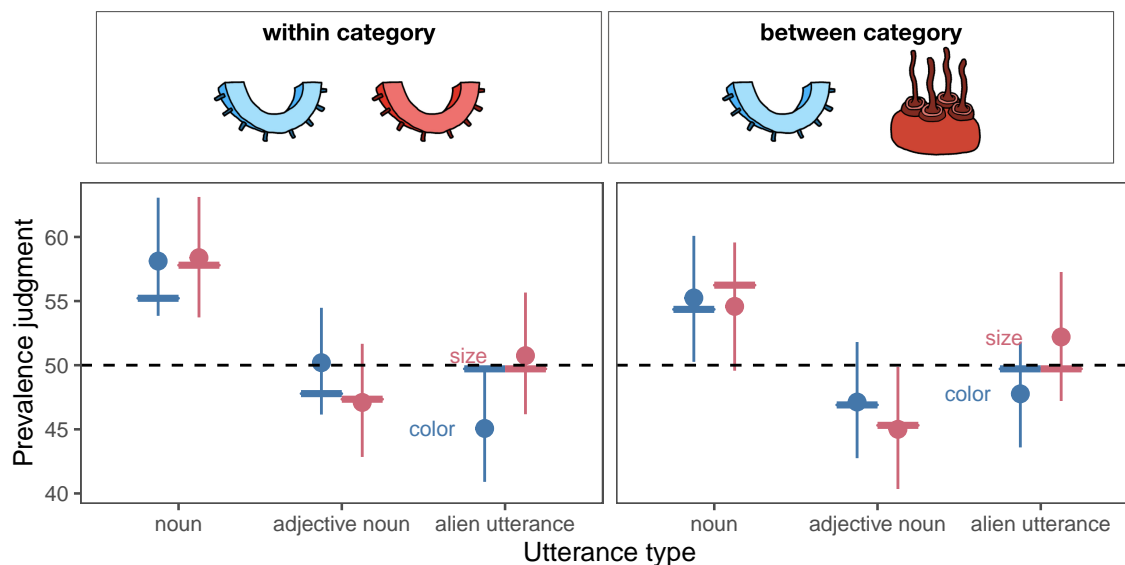 within category
between category
Prevalence judgment
60
55
50
45
40
size
color
size
color
noun
adjective noun
alien utterance
noun
adjective noun
alien utterance
Utterance type